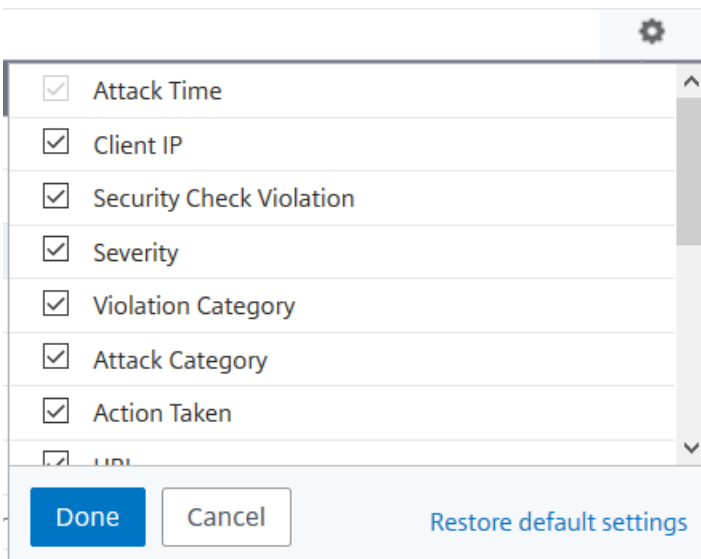 Attack Time
Client IP
Security Check Violation
Severity
Violation Category
Attack Category
Action Taken
Done
Cancel
Restore default settings